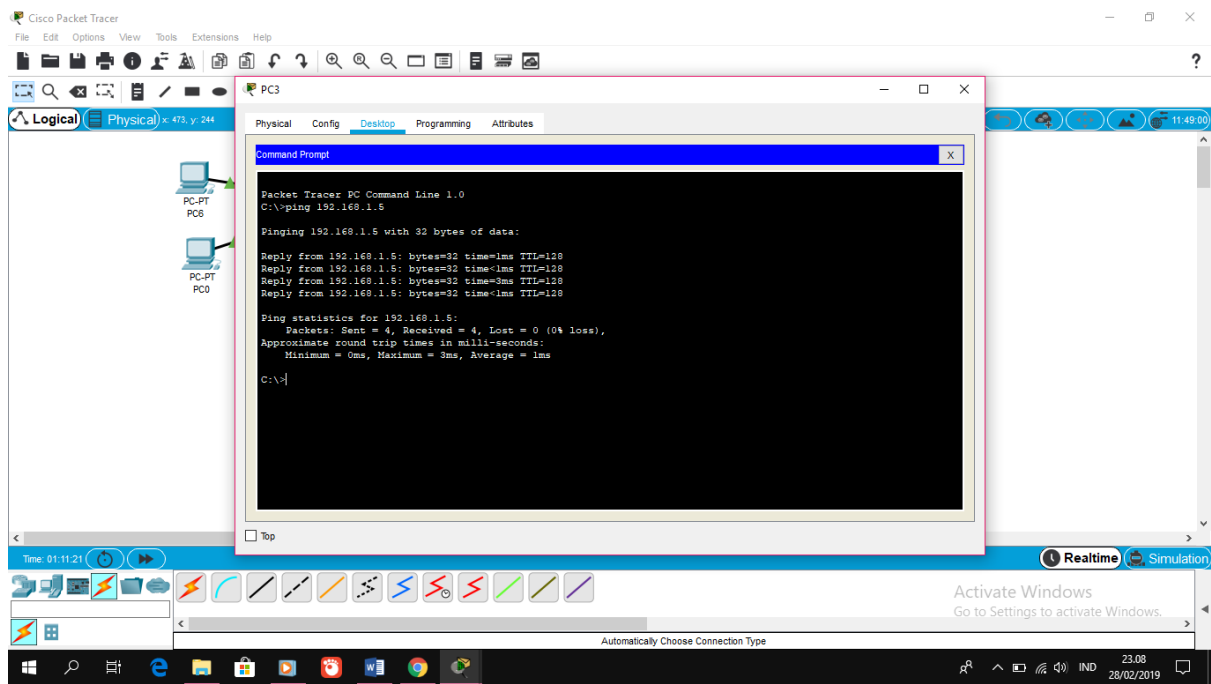 Cisco Packet Tracer
File Edit Options View Tools Extensions Help
?
PC3
Logical Physical x: 473, y: 244 11:49:00
Physical Config Desktop Programming Attributes
Command Prompt X
Packet Tracer PC Command Line 1.0
C:\>ping 192.168.1.5
Pinging 192.168.1.5 with 32 bytes of data:
Reply from 192.168.1.5: bytes=32 time=1ms TTL=128
Reply from 192.168.1.5: bytes=32 time<1ms TTL=128
Reply from 192.168.1.5: bytes=32 time=3ms TTL=128
Reply from 192.168.1.5: bytes=32 time<1ms TTL=128
Ping statistics for 192.168.1.5:
Packets: Sent = 4, Received = 4, Lost = 0 (0% loss),
Approximate round trip times in milli-seconds:
Minimum = 0ms, Maximum = 3ms, Average = 1ms
C:\>
PC-PT
PC6
PC-PT
PC0
Top
Time: 01:11:21 Realtime Simulation
Activate Windows
Go to Settings to activate Windows.
Automatically Choose Connection Type
IND
23.08
28/02/2019